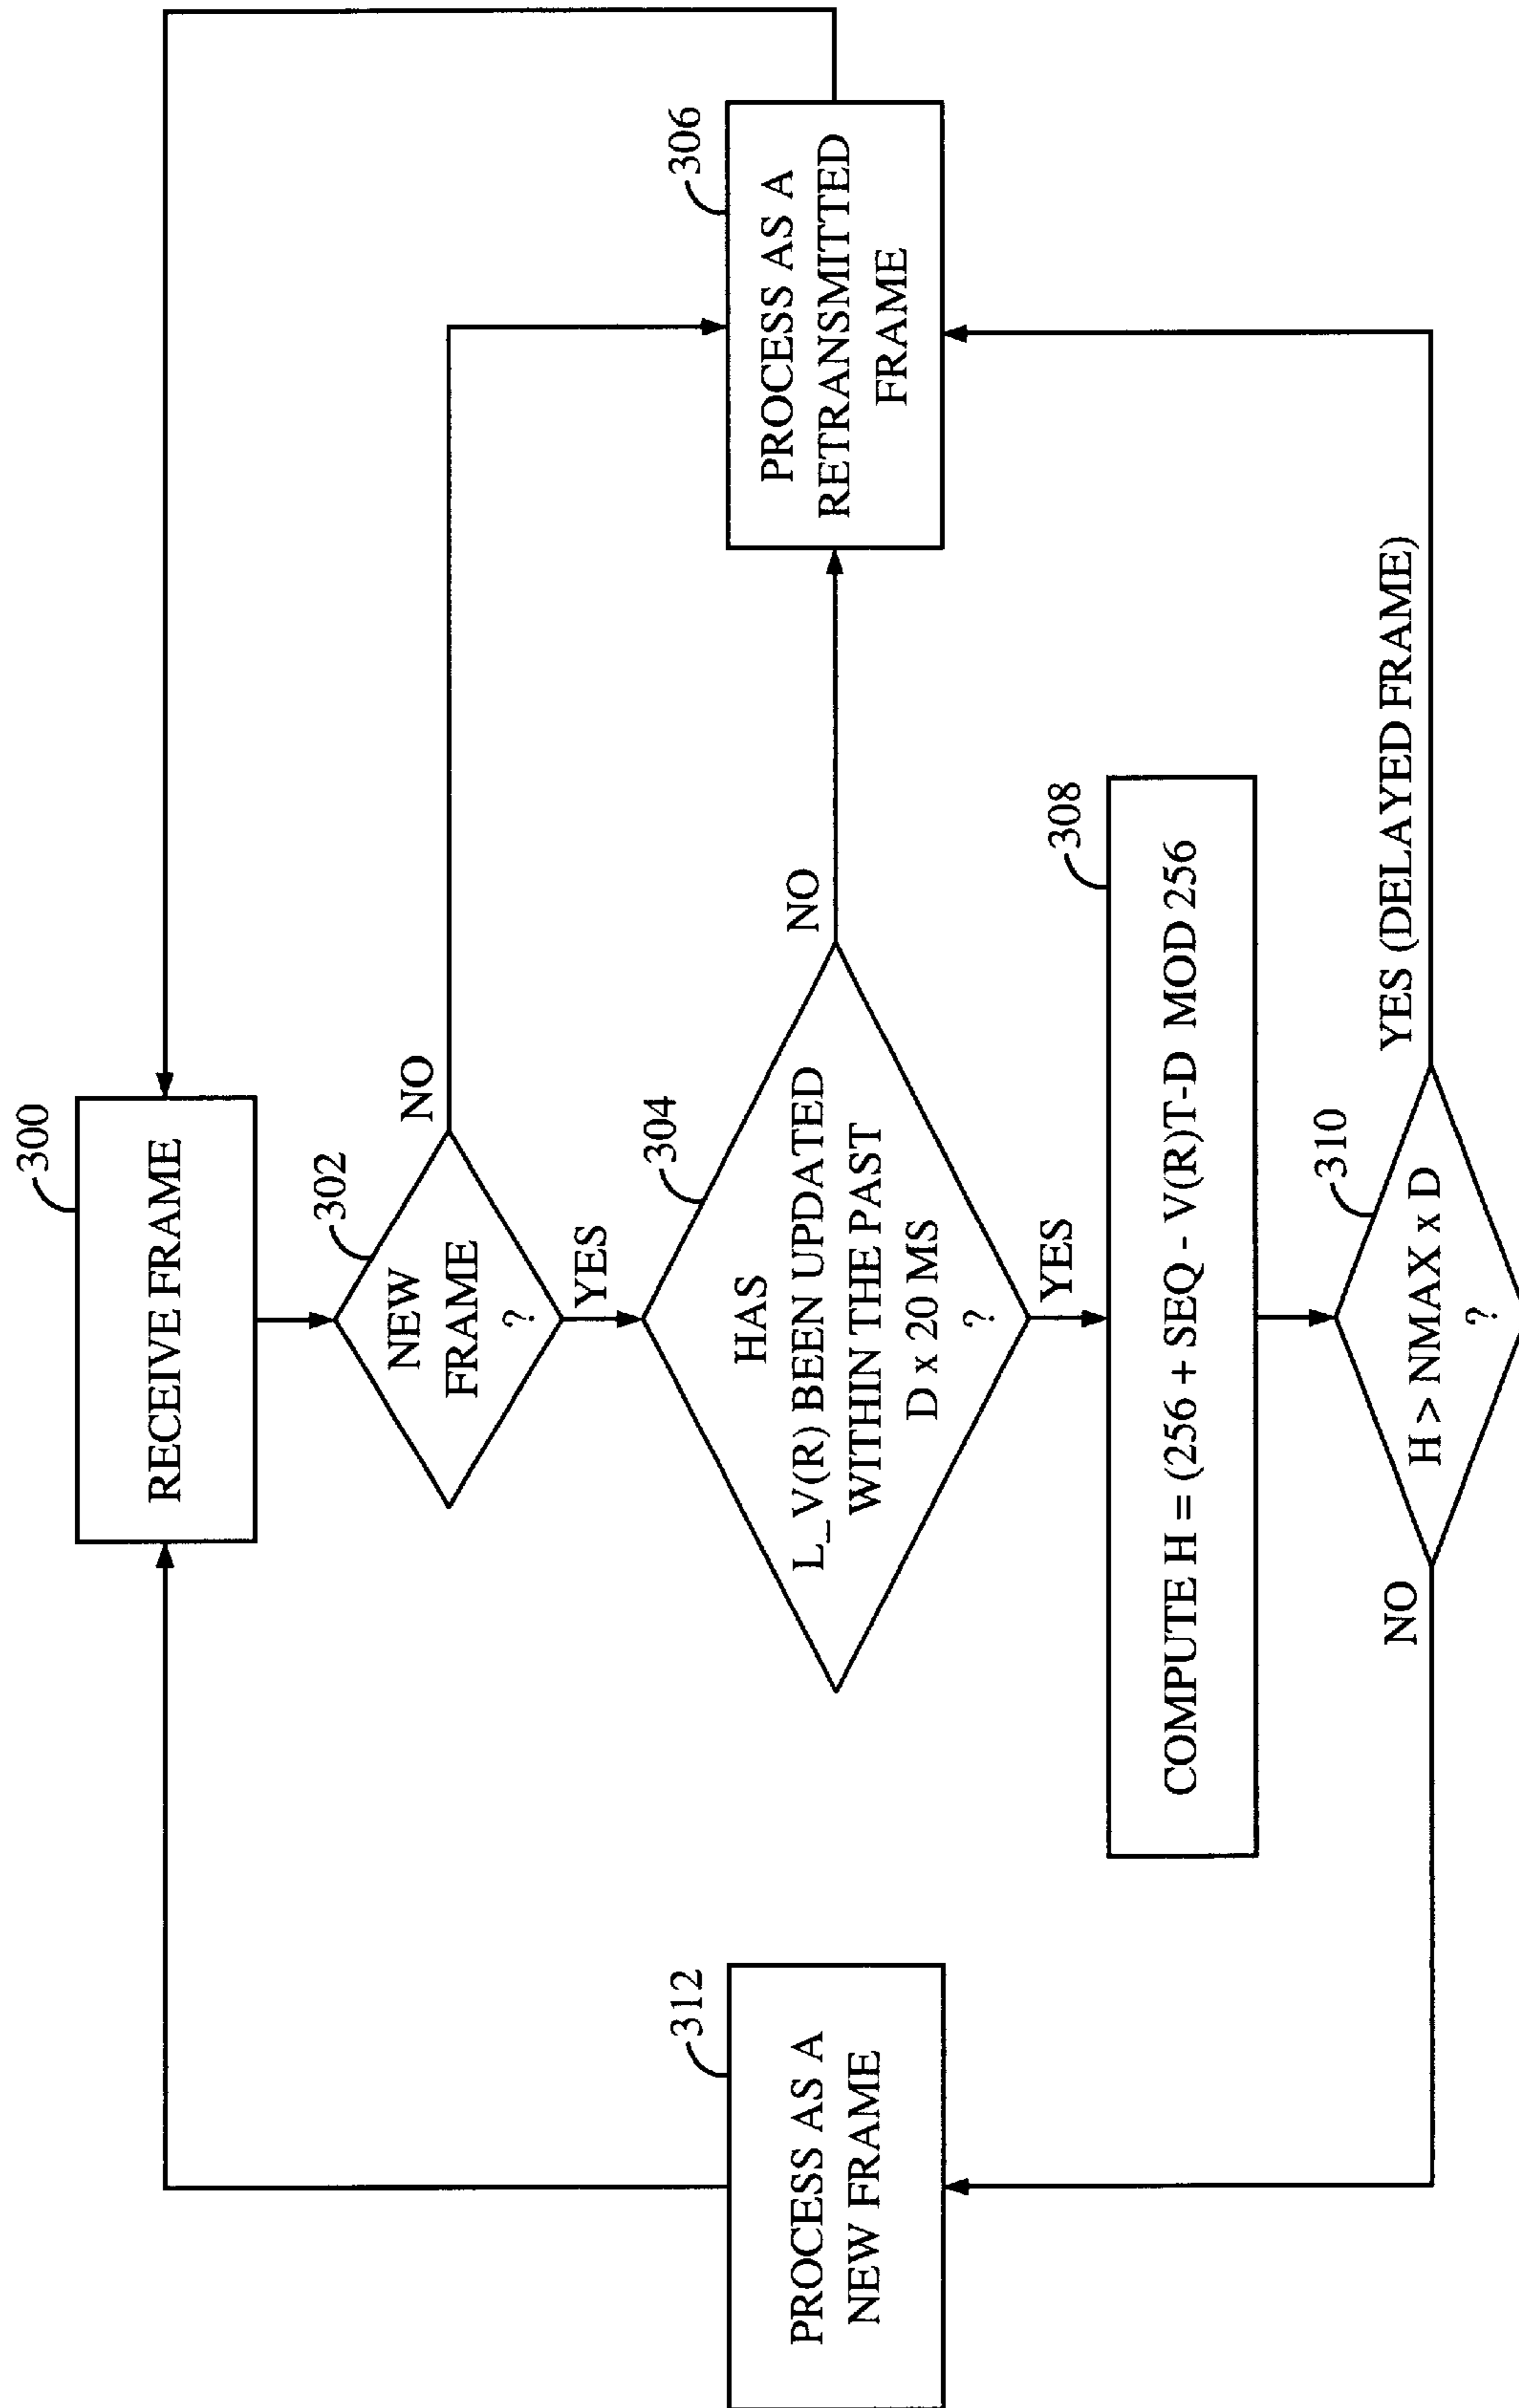 300
RECEIVE FRAME
302
NEW
FRAME
?
NO
YES
304
HAS
L_V(R) BEEN UPDATED
WITHIN THE PAST
D x 20 MS
?
NO
YES
306
PROCESS AS A
RETRANSMITTED
FRAME
308
COMPUTE H = (256 + SEQ - V(R)T-D MOD 256
310
H > NMAX x D
?
YES (DELAYED FRAME)
NO
312
PROCESS AS A
NEW FRAME